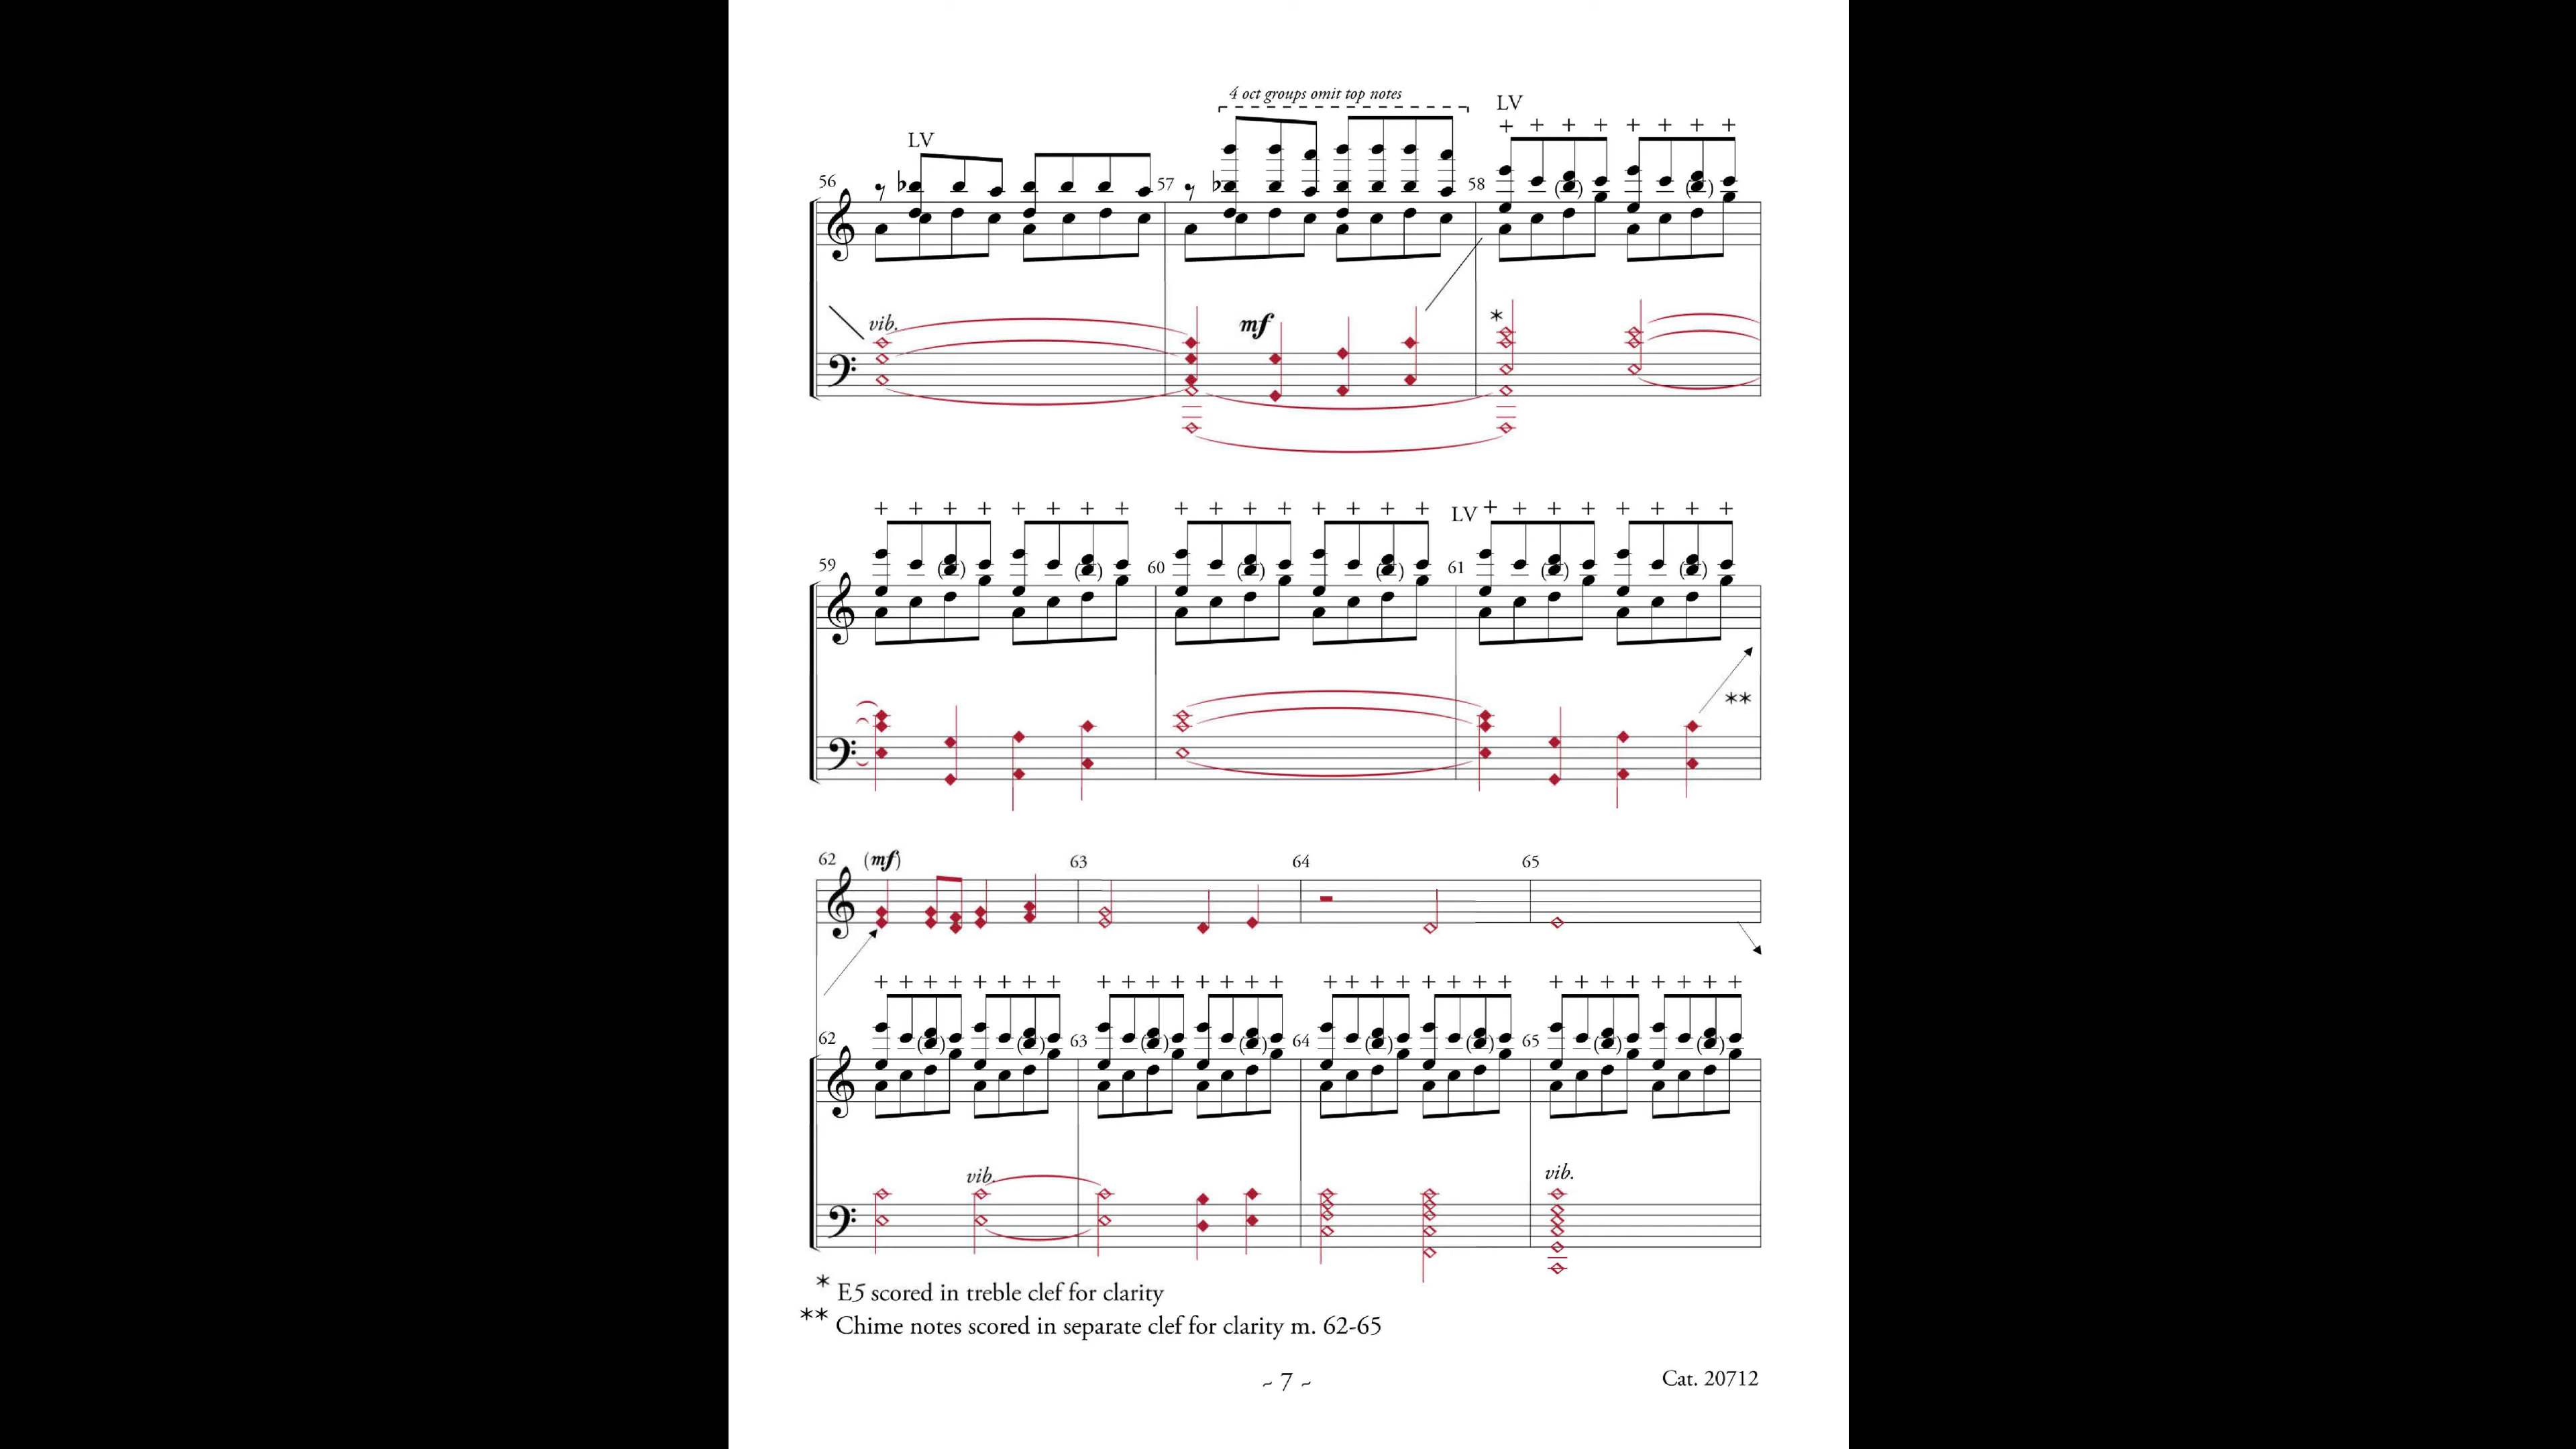 4 oct groups omit top notes
LV
LV
56
57
58
+ + + + + + + +
vib.
mf
*
+ + + + + + + + + + + + + + + + LV + + + + + + + +
59
60
61
**
62 (mf) 63 64 65
+ + + + + + + + + + + + + + + + + + + + + + + + + + + + + + + +
62
63
64
65
vib.
vib.
* E5 scored in treble clef for clarity
** Chime notes scored in separate clef for clarity m. 62-65
~ 7 ~
Cat. 20712